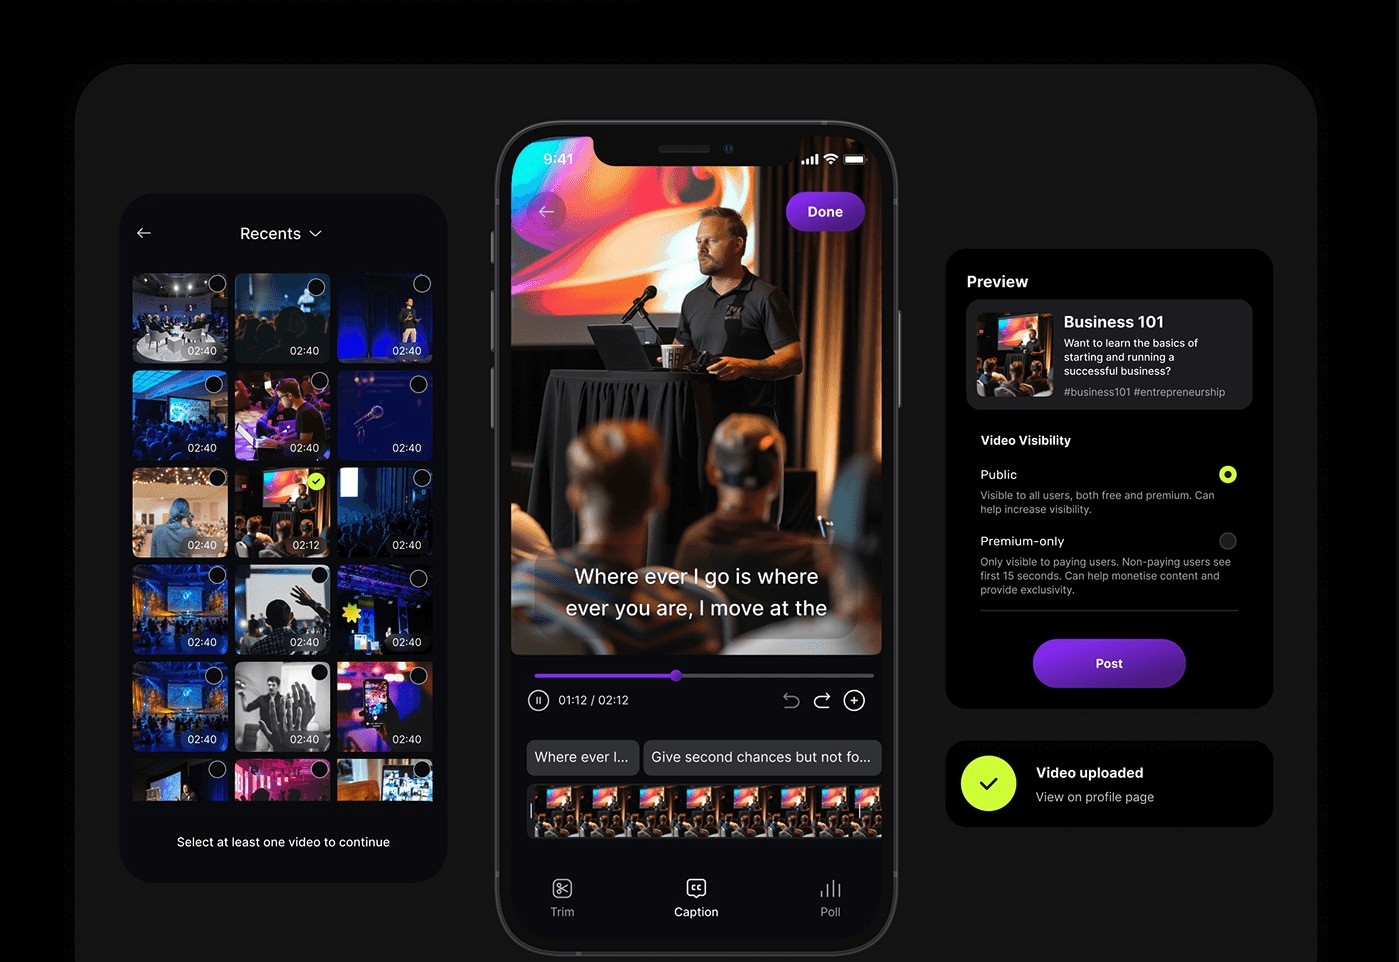 Recents
02:40
02:40
02:40
02:40
02:40
02:40
02:40
02:12
02:40
02:40
02:40
02:40
02:40
02:40
02:40
Select at least one video to continue
9:41
Done
Where ever I go is where
ever you are, I move at the
01:12 / 02:12
Where ever I...
Give second chances but not fo...
Trim
CC
Caption
Poll
Preview
Business 101
Want to learn the basics of
starting and running a
successful business?
#business101 #entrepreneurship
Video Visibility
Public
Visible to all users, both free and premium. Can
help increase visibility.
Premium-only
Only visible to paying users. Non-paying users see
first 15 seconds. Can help monetise content and
provide exclusivity.
Post
Video uploaded
View on profile page